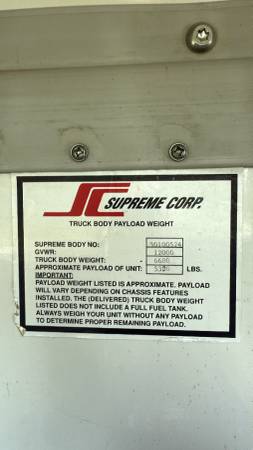 SC SUPREME CORP.
TRUCK BODY PAYLOAD WEIGHT
SUPREME BODY NO:
GVWR: 12000
TRUCK BODY WEIGHT: - 6680
APPROXIMATE PAYLOAD OF UNIT: LBS.
IMPORTANT:
PAYLOAD WEIGHT LISTED IS APPROXIMATE. PAYLOAD
WILL VARY DEPENDING ON CHASSIS FEATURES
INSTALLED. THE (DELIVERED) TRUCK BODY WEIGHT
LISTED DOES NOT INCLUDE A FULL FUEL TANK.
ALWAYS WEIGH YOUR UNIT WITHOUT ANY PAYLOAD
TO DETERMINE PROPER REMAINING PAYLOAD.